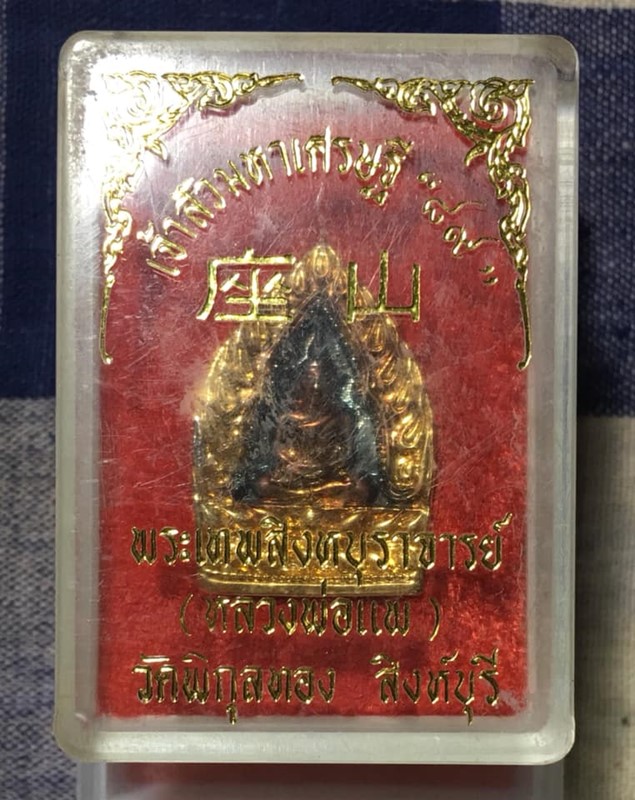 เจ้าสัวมหาเศรษฐี "๘๙"
座山
พระเทพสิงหบุราจารย์
(หลวงพ่อแพ)
วัดพิกุลทอง สิงห์บุรี